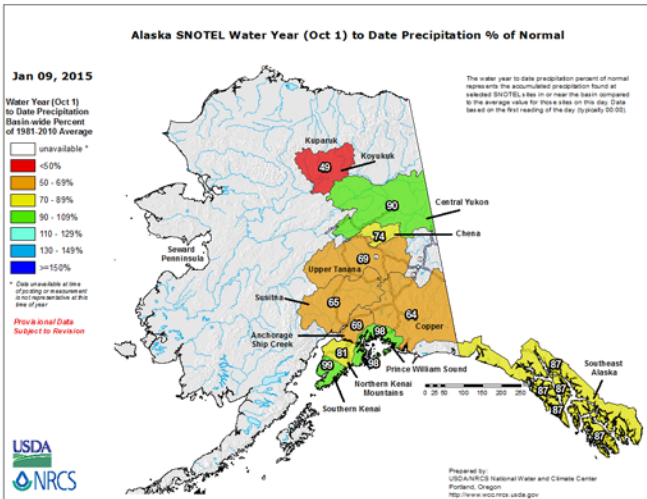 Alaska SNOTEL Water Year (Oct 1) to Date Precipitation % of Normal
Jan 09, 2015
The water year to date precipitation percent of normal
represents the accumulated precipitation found at
selected SNOTEL sites in or near the basin compared
to the average value for those sites on this day. Data
based on the first reading of the day (typically 00:00).
Water Year (Oct 1)
to Date Precipitation
Basin-wide Percent
of 1981-2010 Average
unavailable *
<50%
50 - 69%
70 - 89%
90 - 109%
110 - 129%
130 - 149%
>=150%
* Data unavailable at time
of posting or measurement
is not representative at this
time of year
Provisional Data
Subject to Revision
Kuparuk
Koyukuk
49
Central Yukon
90
Chena
74
Seward
Penninsula
69
Upper Tanana
Susitna
65
64
Copper
Anchorage
Ship Creek
69
98
98
Prince William Sound
81
99
Northern Kenai
Mountains
Southern Kenai
Southeast
Alaska
87
87
87
87
87
87
0 25 50 100 150 200
USDA
NRCS
Prepared by:
USDA/NRCS National Water and Climate Center
Portland, Oregon
http://www.wcc.nrcs.usda.gov